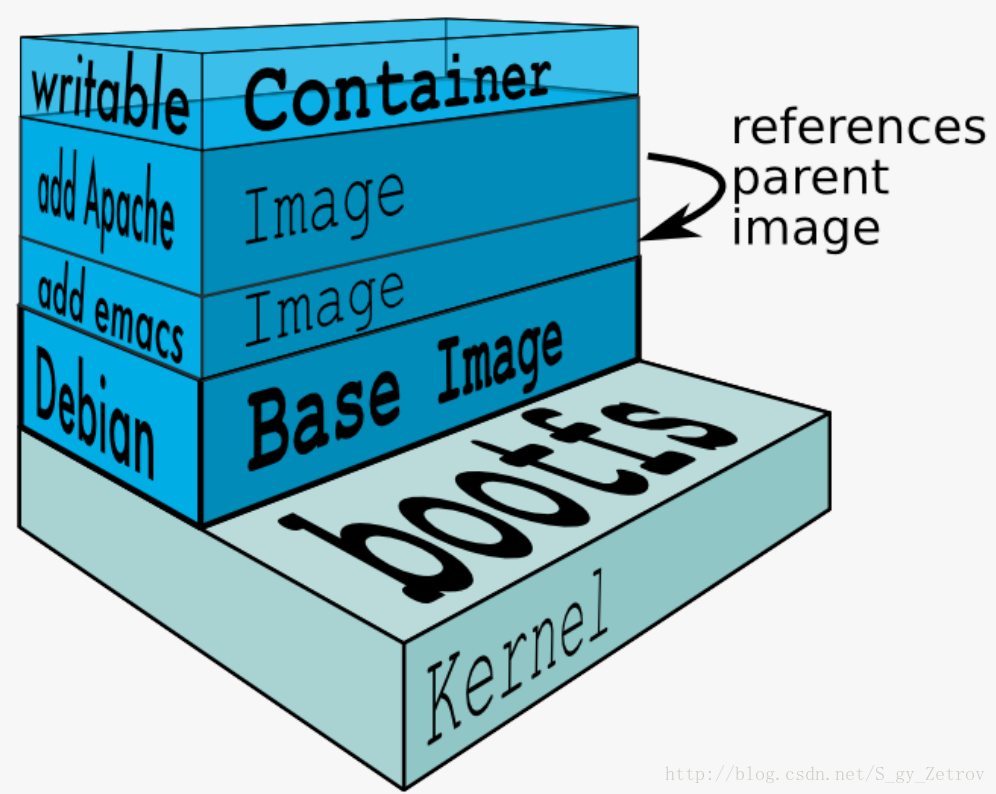 writable Container
references
parent
image
add Apache Image
add emacs Image
Debian Base Image
bootfs
Kernel
http://blog.csdn.net/S_gy_Zetrov